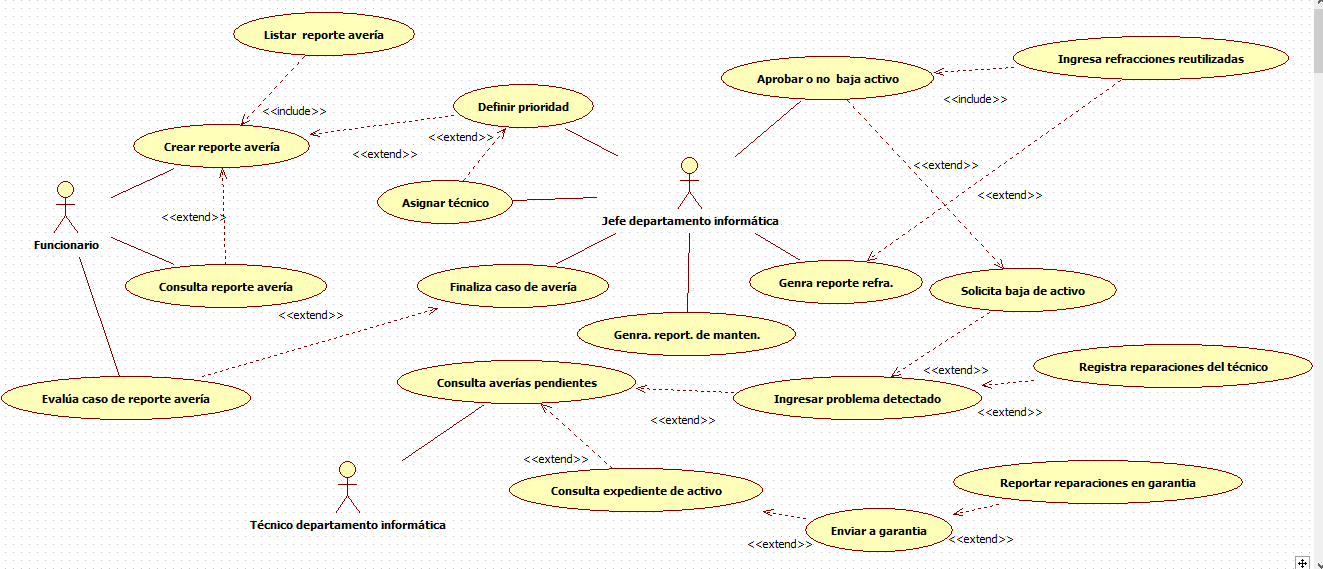 Listar reporte avería
Ingresa refracciones reutilizadas
Aprobar o no baja activo
<<include>>
Definir prioridad
<<include>>
<<extend>>
Crear reporte avería
<<extend>>
<<extend>>
<<extend>>
Asignar técnico
<<extend>>
Jefe departamento informática
Funcionario
Consulta reporte avería
Finaliza caso de avería
Genra reporte refra.
Solicita baja de activo
<<extend>>
Genra. report. de manten.
Registra reparaciones del técnico
<<extend>>
Consulta averías pendientes
Evalúa caso de reporte avería
Ingresar problema detectado
<<extend>>
<<extend>>
<<extend>>
Reportar reparaciones en garantia
Consulta expediente de activo
Técnico departamento informática
Enviar a garantia
<<extend>>
<<extend>>